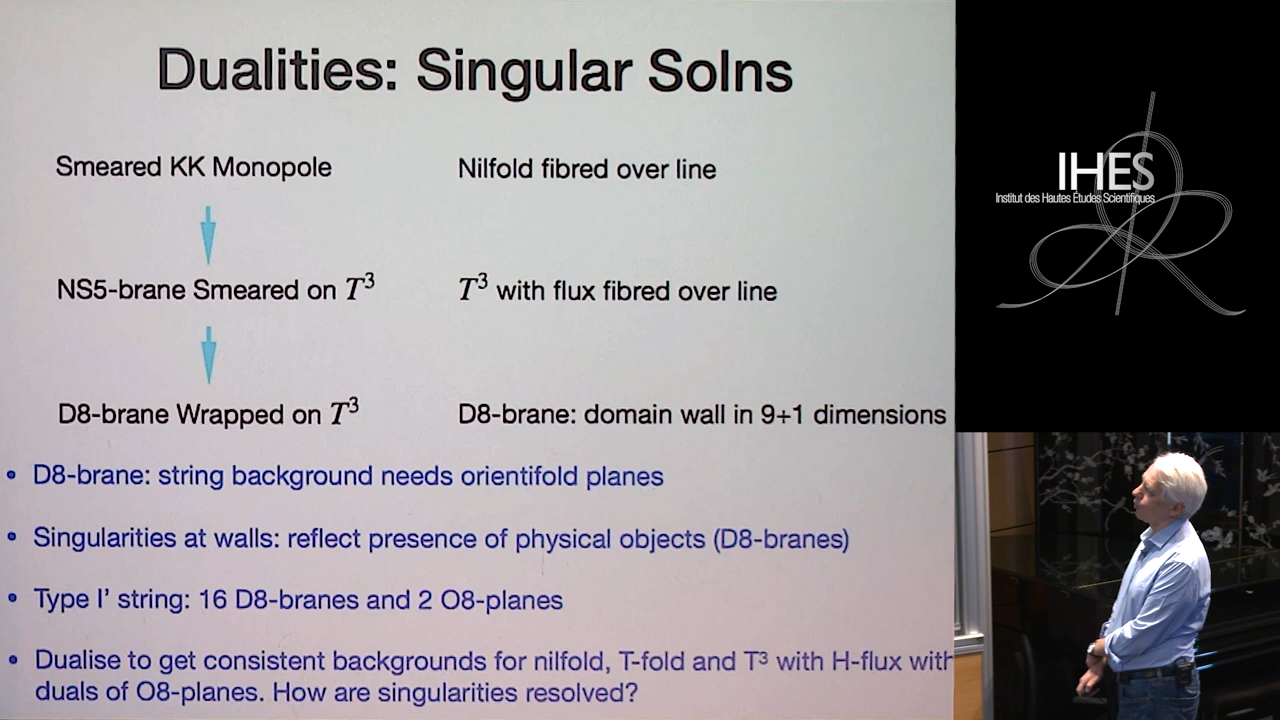 Dualities: Singular Solns
Smeared KK Monopole
Nilfold fibred over line
NS5-brane Smeared on T³
T³ with flux fibred over line
D8-brane Wrapped on T³
D8-brane: domain wall in 9+1 dimensions
• D8-brane: string background needs orientifold planes
• Singularities at walls: reflect presence of physical objects (D8-branes)
• Type I’ string: 16 D8-branes and 2 O8-planes
• Dualise to get consistent backgrounds for nilfold, T-fold and T³ with H-flux with
duals of O8-planes. How are singularities resolved?
IHES
Institut des Hautes Études Scientifiques